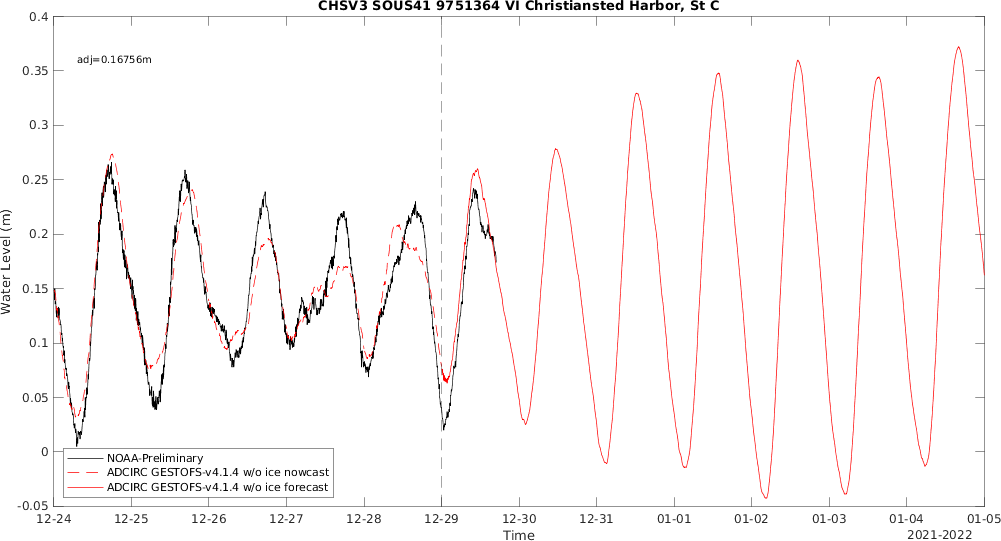 CHSV3 SOUS41 9751364 VI Christiansted Harbor, St C
adj=0.16756m
0.4
0.35
0.3
0.25
0.2
0.15
0.1
0.05
0
-0.05
Water Level (m)
NOAA-Preliminary
ADCIRC GESTOFS-v4.1.4 w/o ice nowcast
ADCIRC GESTOFS-v4.1.4 w/o ice forecast
12-24 12-25 12-26 12-27 12-28 12-29 12-30 12-31 01-01 01-02 01-03 01-04 01-05
Time
2021-2022